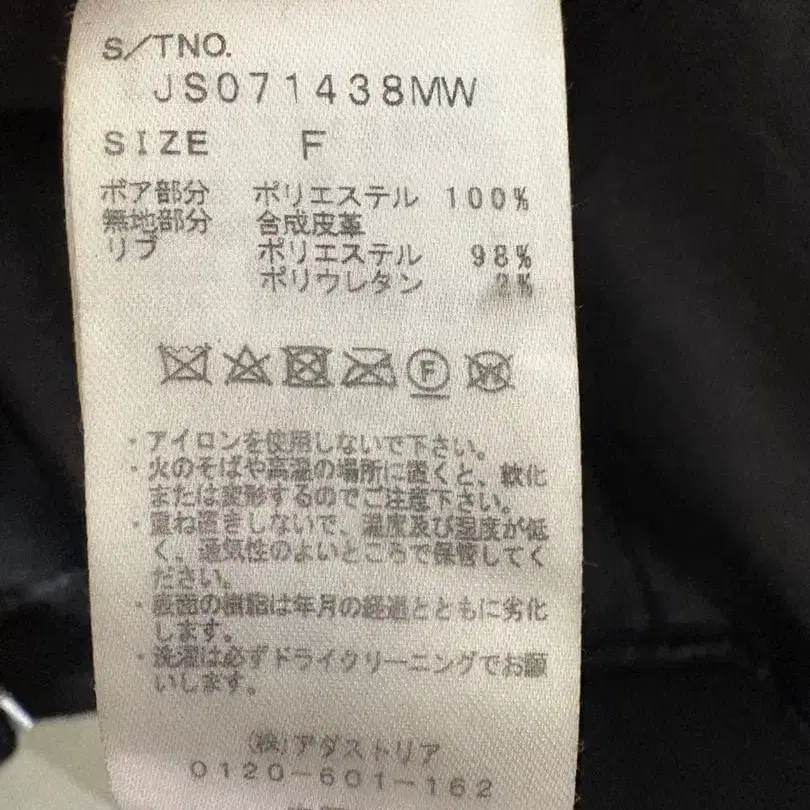 S/TNO.
JS071438MW
SIZE F
ボア部分 ポリエステル 100%
無地部分 合成皮革
リブ ポリエステル 98%
ポリウレタン 2%
F
W
・アイロンを使用しないで下さい。
・火のそばや高温の場所に置くと、軟化
または変形するのでご注意下さい。
・重ね置きしないで、温度及び湿度が低
く、通気性のよいところで保管してく
ださい。
・表面の樹脂は年月の経過とともに劣化
します。
・洗濯は必ずドライクリーニングでお願
いします。
(株)アダストリア
0120-601-162